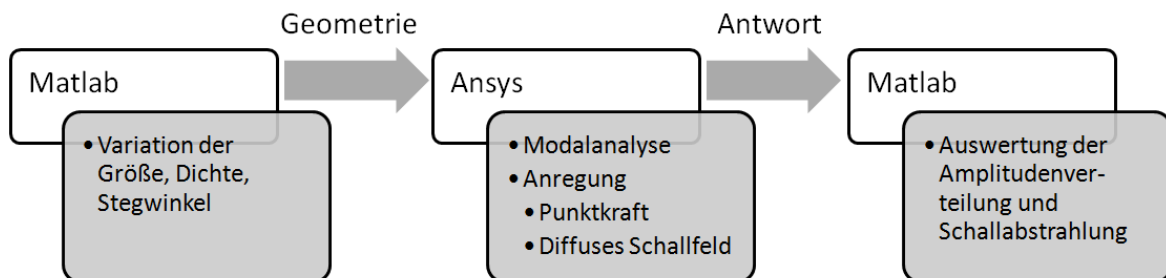 Geometrie
Antwort
Matlab
• Variation der
Größe, Dichte,
Stegwinkel
Ansys
• Modalanalyse
• Anregung
• Punktkraft
• Diffuses Schallfeld
Matlab
• Auswertung der
Amplitudenver-
teilung und
Schallabstrahlung